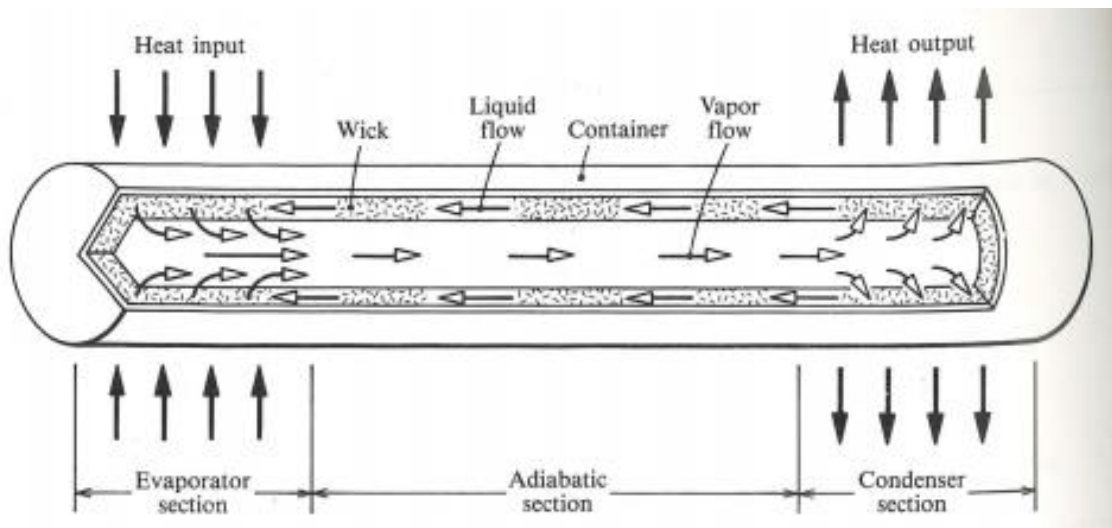 Heat input
Heat output
Liquid
flow
Vapor
flow
Wick
Container
Evaporator
section
Adiabatic
section
Condenser
section